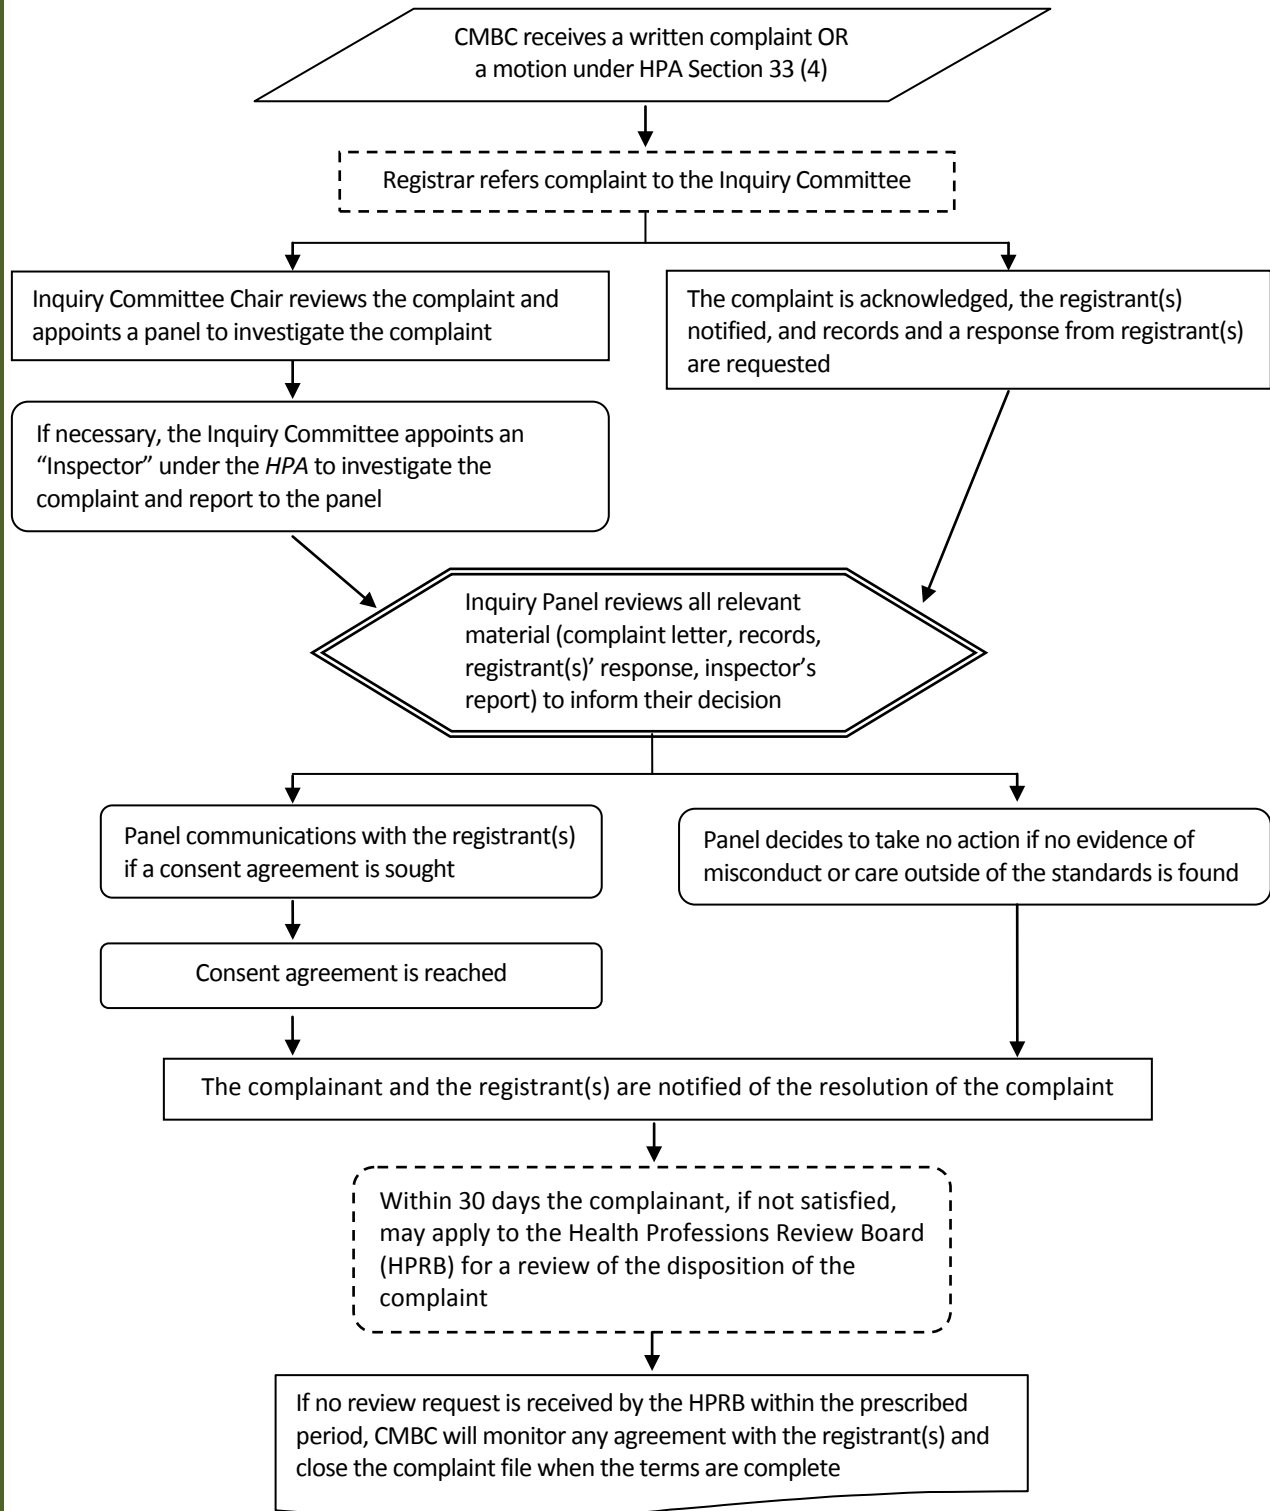 CMBC receives a written complaint OR
a motion under HPA Section 33 (4)
Registrar refers complaint to the Inquiry Committee
Inquiry Committee Chair reviews the complaint and
appoints a panel to investigate the complaint
The complaint is acknowledged, the registrant(s)
notified, and records and a response from registrant(s)
are requested
If necessary, the Inquiry Committee appoints an
“Inspector” under the HPA to investigate the
complaint and report to the panel
Inquiry Panel reviews all relevant
material (complaint letter, records,
registrant(s)’ response, inspector’s
report) to inform their decision
Panel communications with the registrant(s)
if a consent agreement is sought
Panel decides to take no action if no evidence of
misconduct or care outside of the standards is found
Consent agreement is reached
The complainant and the registrant(s) are notified of the resolution of the complaint
Within 30 days the complainant, if not satisfied,
may apply to the Health Professions Review Board
(HPRB) for a review of the disposition of the
complaint
If no review request is received by the HPRB within the prescribed
period, CMBC will monitor any agreement with the registrant(s) and
close the complaint file when the terms are complete